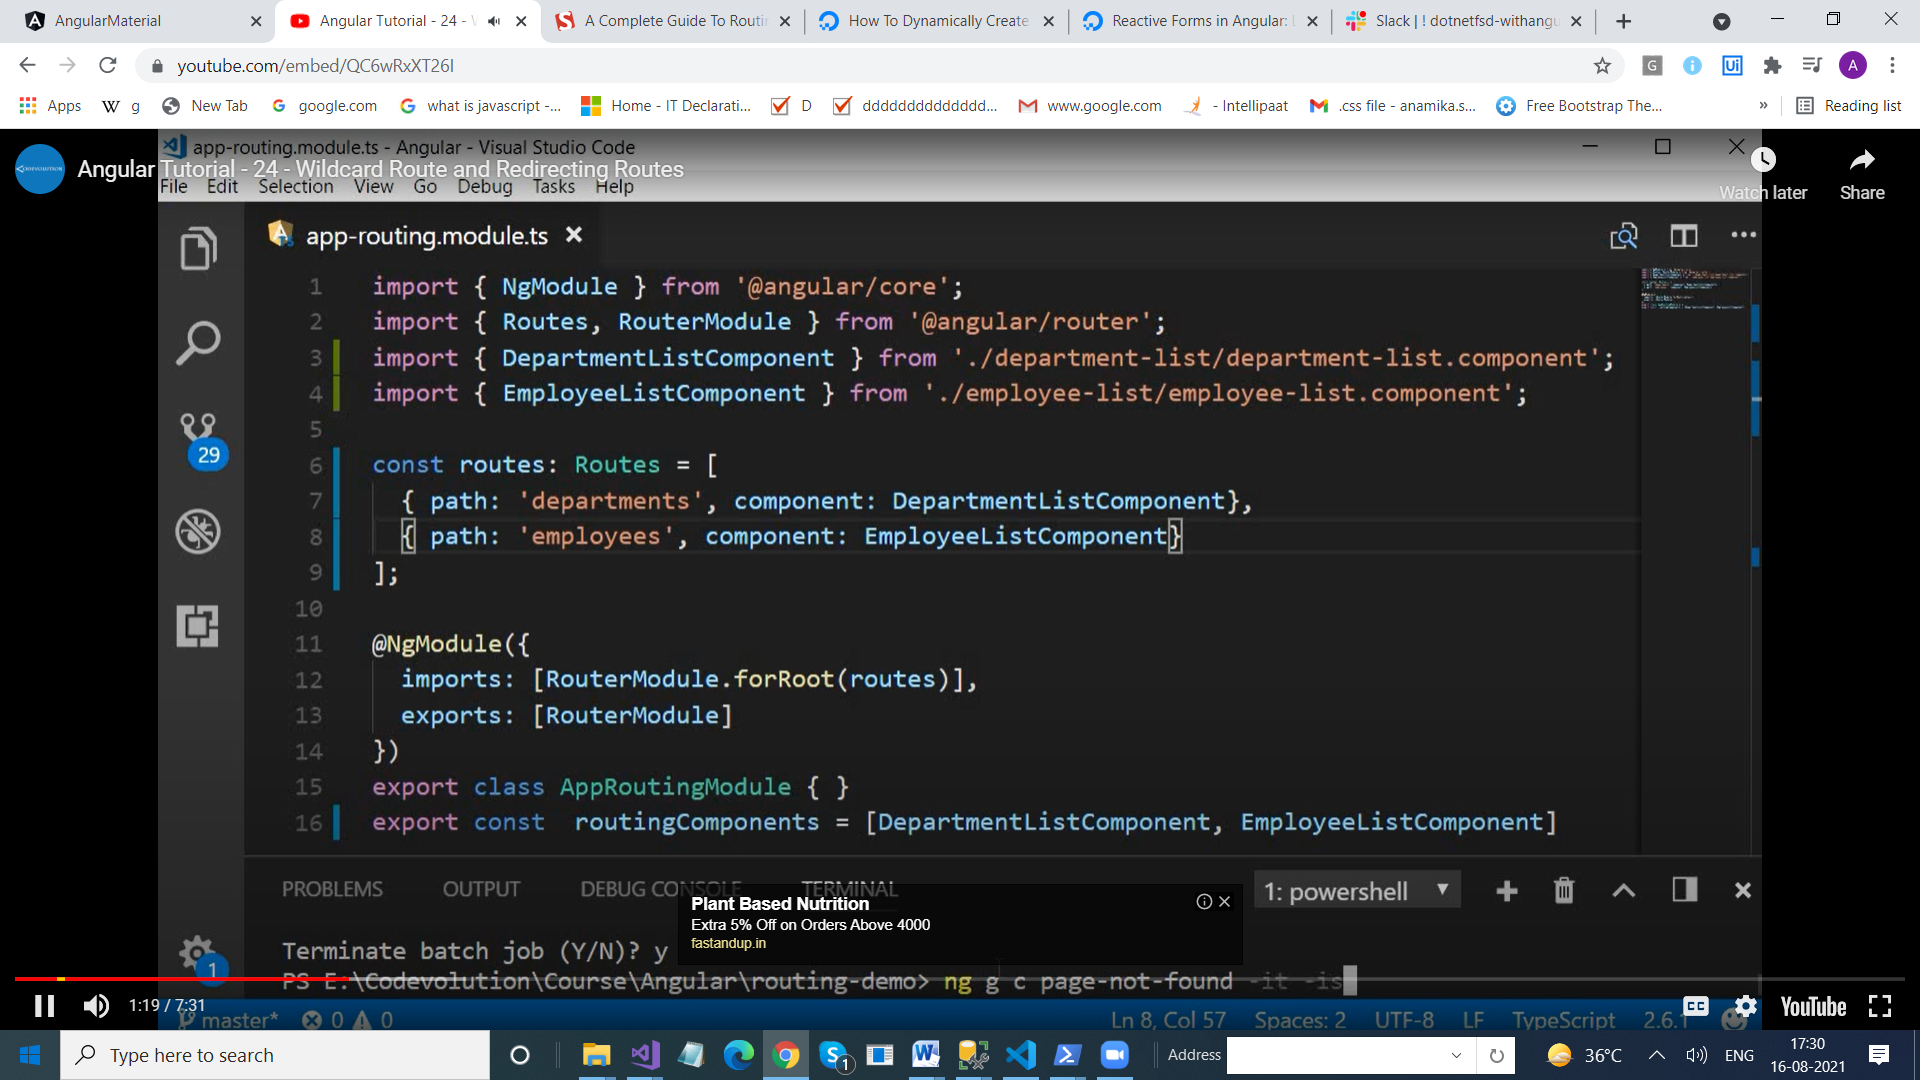 AngularMaterial
Angular Tutorial - 24 -
A Complete Guide To Routi
How To Dynamically Create
Reactive Forms in Angular:
Slack | ! dotnetfsd-withangu
youtube.com/embed/QC6wRxXT26I
G
Ui
A
Apps
W g
New Tab
google.com
what is javascript -...
Home - IT Declarati...
D
ddddddddddddddd...
www.google.com
- Intellipaat
.css file - anamika.s...
Free Bootstrap The...
»
Reading list
app-routing.module.ts - Angular - Visual Studio Code
Angular Tutorial - 24 - Wildcard Route and Redirecting Routes
Watch later
Share
File Edit Selection View Go Debug Tasks Help
app-routing.module.ts
1 import { NgModule } from '@angular/core';
2 import { Routes, RouterModule } from '@angular/router';
3 import { DepartmentListComponent } from './department-list/department-list.component';
4 import { EmployeeListComponent } from './employee-list/employee-list.component';
5
6 const routes: Routes = [
7 { path: 'departments', component: DepartmentListComponent},
8 { path: 'employees', component: EmployeeListComponent}
9 ];
10
11 @NgModule({
12 imports: [RouterModule.forRoot(routes)],
13 exports: [RouterModule]
14 })
15 export class AppRoutingModule { }
16 export const routingComponents = [DepartmentListComponent, EmployeeListComponent]
29
PROBLEMS OUTPUT DEBUG CONSOLE TERMINAL
1: powershell
Plant Based Nutrition
Extra 5% Off on Orders Above 4000
fastandup.in
Terminate batch job (Y/N)? y
PS E:\Codevolution\Course\Angular\routing-demo> ng g c page-not-found -it -is
1
1:19 / 7:31
CC
YouTube
master* 0 0
Ln 8, Col 57 Spaces: 2 UTF-8 LF TypeScript 2.6.1
Type here to search
1
Address
36°C
ENG
17:30
16-08-2021